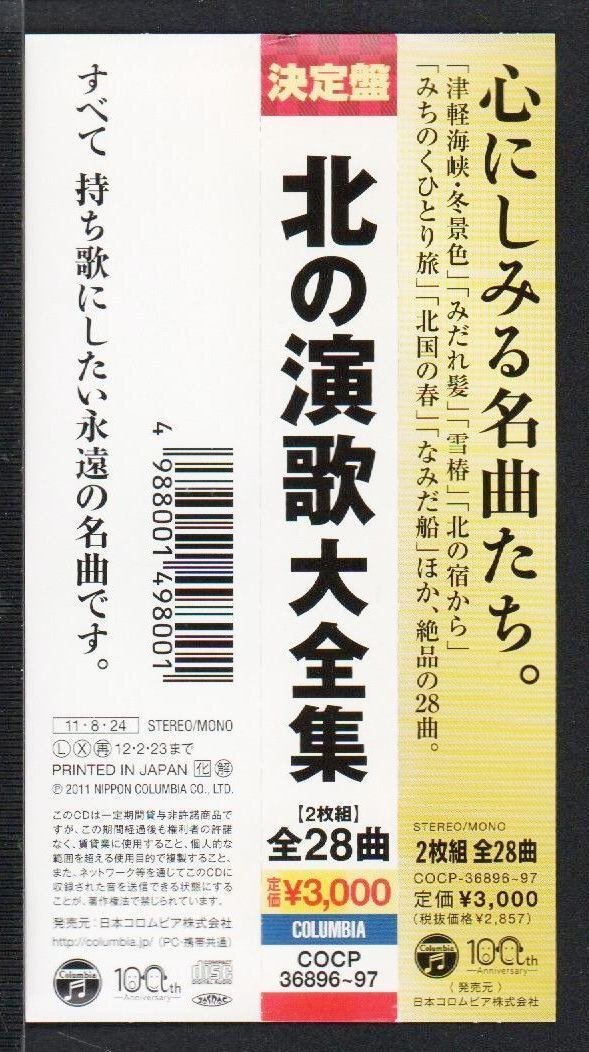 心にしみる名曲たち。
「津軽海峡・冬景色」「みだれ髪」「雪椿」「北の宿から」
「みちのくひとり旅」「北国の春」「なみだ船」ほか、絶品の28曲。
STEREO/MONO
2枚組 全28曲
COCP-36896~97
定価¥3,000
(税抜価格¥2,857)
Columbia
100th
Anniversary
〈発売元〉
日本コロムビア株式会社
決定盤
北の演歌大全集
【2枚組】
全28曲
定価¥3,000
COLUMBIA
COCP
36896~97
すべて 持ち歌にしたい永遠の名曲です。
4 988001 498001
11・8・24 STEREO/MONO
Ⓛ Ⓧ ㊢ 12・2・23まで
PRINTED IN JAPAN 化 解
Ⓟ 2011 NIPPON COLUMBIA CO., LTD.
このCDは一定期間貸与非許諾商品で
すが、この期間経過後も権利者の許諾
なく、賃貸業に使用すること、個人的な
範囲を超える使用目的で複製すること、
また、ネットワーク等を通じてこのCDに
収録された音を送信できる状態にする
ことが、著作権法で禁じられています。
発売元：日本コロムビア株式会社
http://columbia.jp/ (PC・携帯共通)
Columbia
100th
Anniversary
disc
DIGITAL AUDIO
JASRAC